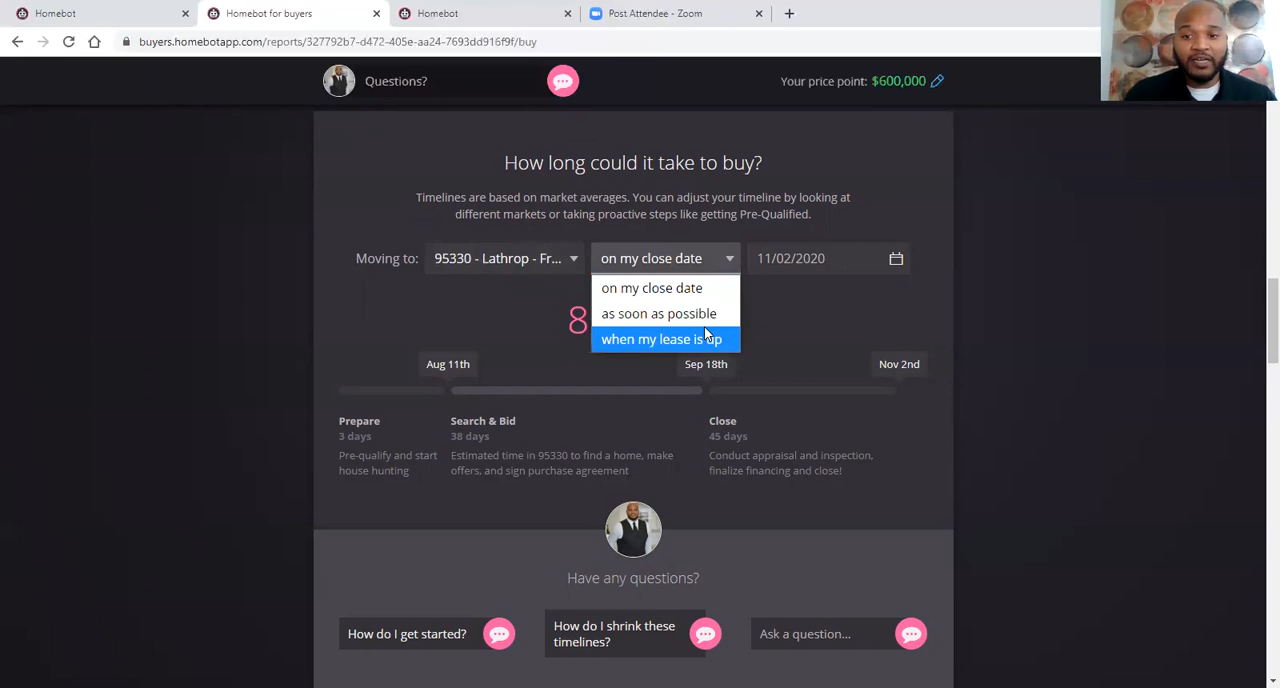 Homebot
Homebot for buyers
Homebot
Post Attendee - Zoom
buyers.homebotapp.com/reports/327792b7-d472-405e-aa24-7693dd916f9f/buy
Questions?
Your price point: $600,000
How long could it take to buy?
Timelines are based on market averages. You can adjust your timeline by looking at
different markets or taking proactive steps like getting Pre-Qualified.
Moving to:
95330 - Lathrop - Fr...
on my close date
11/02/2020
on my close date
as soon as possible
when my lease is up
8
Aug 11th
Sep 18th
Nov 2nd
Prepare
3 days
Pre-qualify and start
house hunting
Search & Bid
38 days
Estimated time in 95330 to find a home, make
offers, and sign purchase agreement
Close
45 days
Conduct appraisal and inspection,
finalize financing and close!
Have any questions?
How do I get started?
How do I shrink these
timelines?
Ask a question...